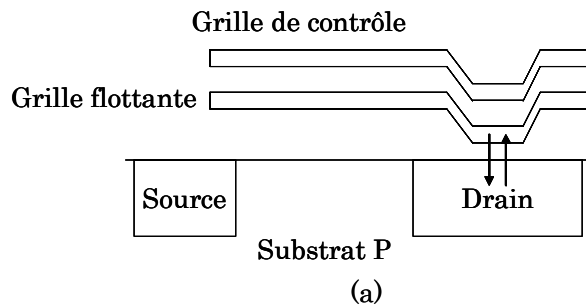 Grille de contrôle
Grille flottante
Source
Drain
Substrat P
(a)